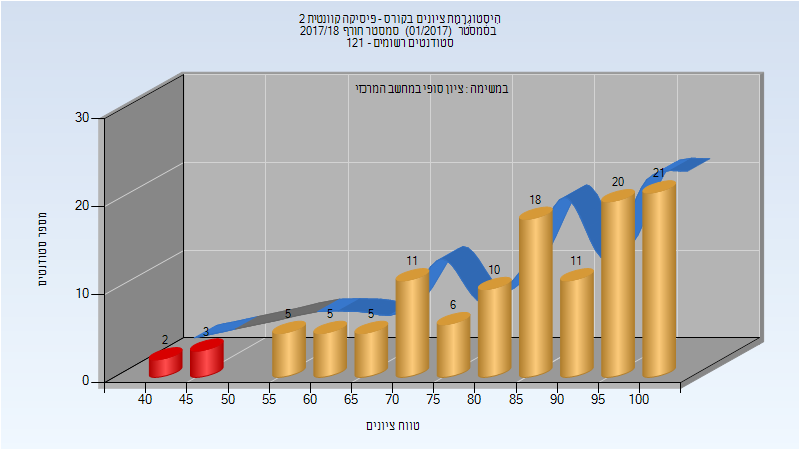 היסטוגרמת ציונים בקורס - פיסיקה קוונטית 2
בסמסטר (01/2017) סמסטר חורף 2017/18
סטודנטים רשומים - 121
במשימה : ציון סופי במחשב המרכזי
30
20
10
0
מספר סטודנטים
2
3
5
5
5
11
6
10
18
11
20
21
40 45 50 55 60 65 70 75 80 85 90 95 100
טווח ציונים